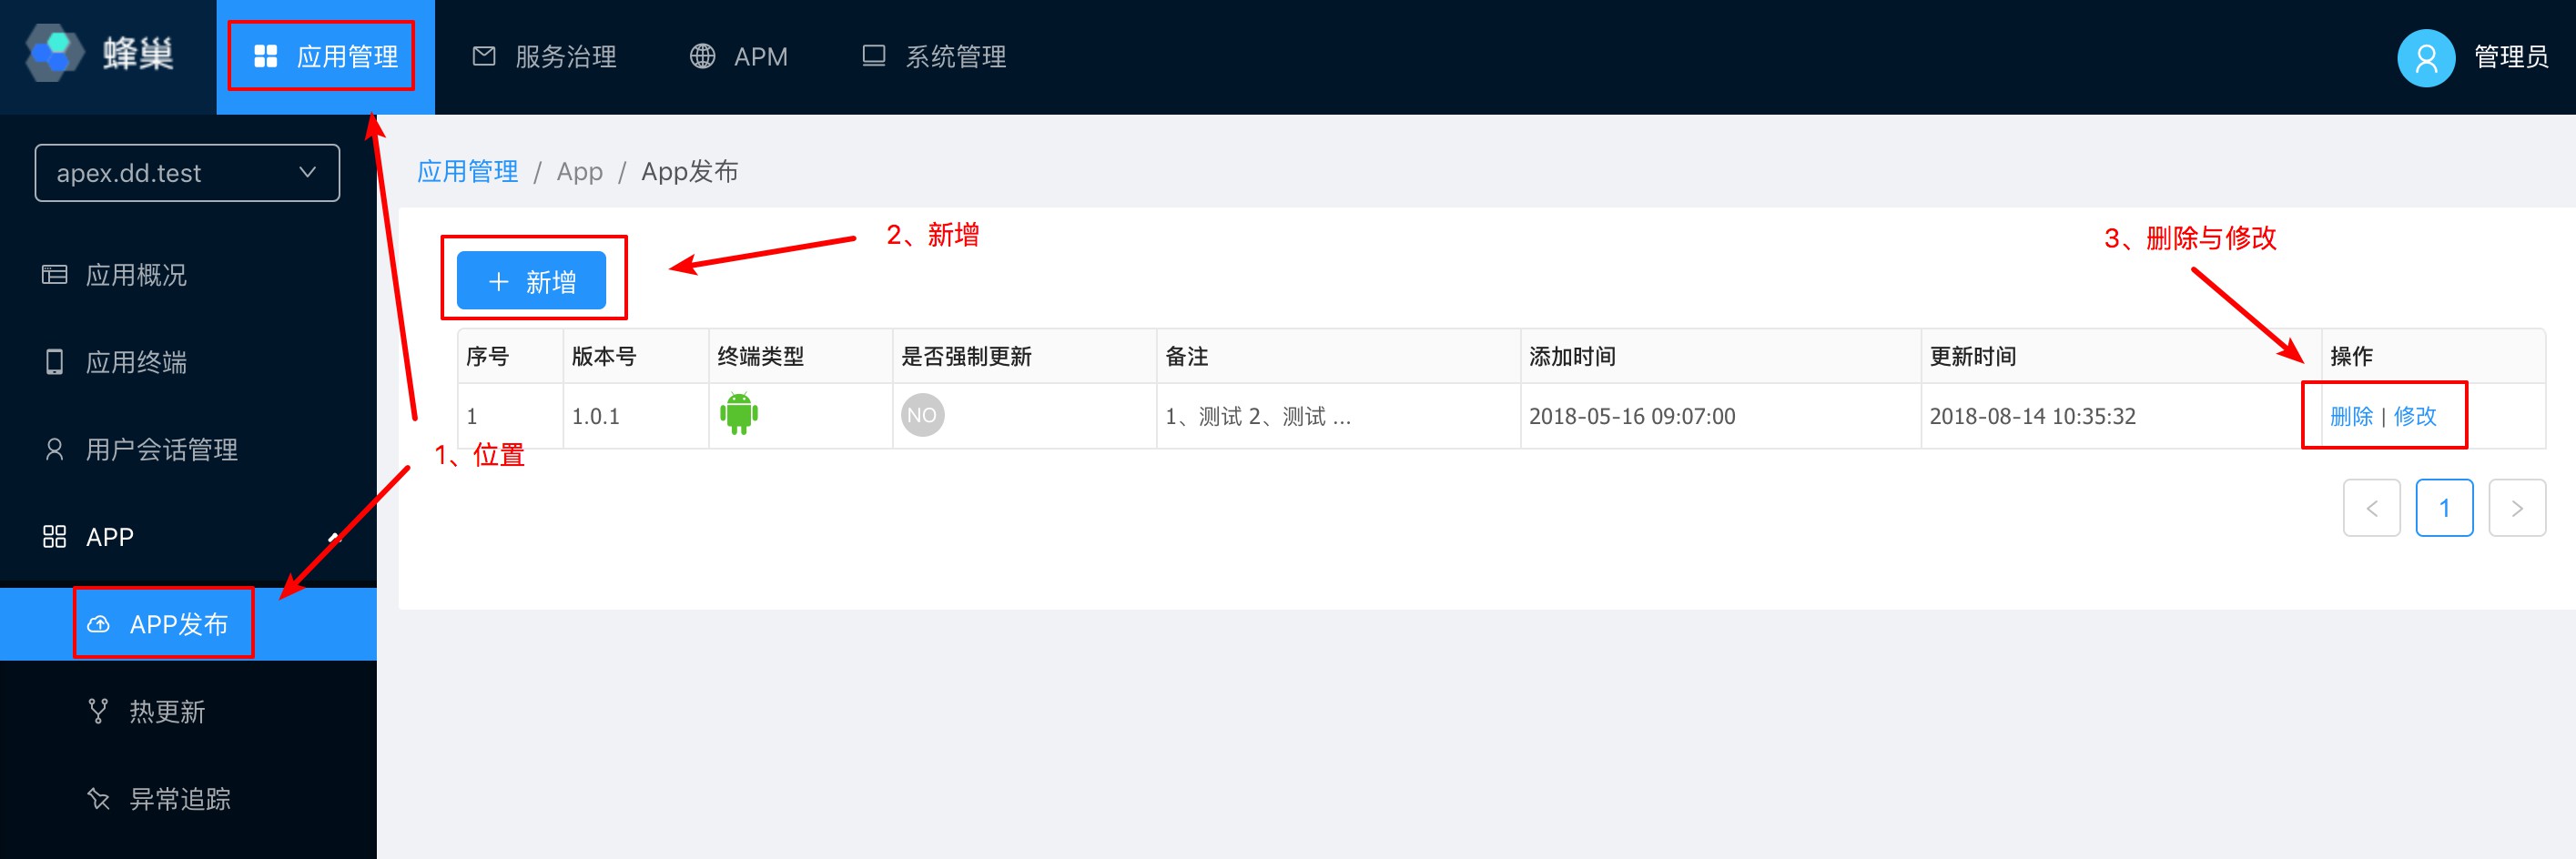 蜂巢
应用管理
服务治理
APM
系统管理
管理员
apex.dd.test
应用管理 / App / App发布
2、新增
3、删除与修改
新增
应用概况
序号 版本号 终端类型 是否强制更新 备注 添加时间 更新时间 操作
应用终端
1 1.0.1 NO 1、测试 2、测试 ... 2018-05-16 09:07:00 2018-08-14 10:35:32 删除 | 修改
用户会话管理
1、位置
1
APP
APP发布
热更新
异常追踪